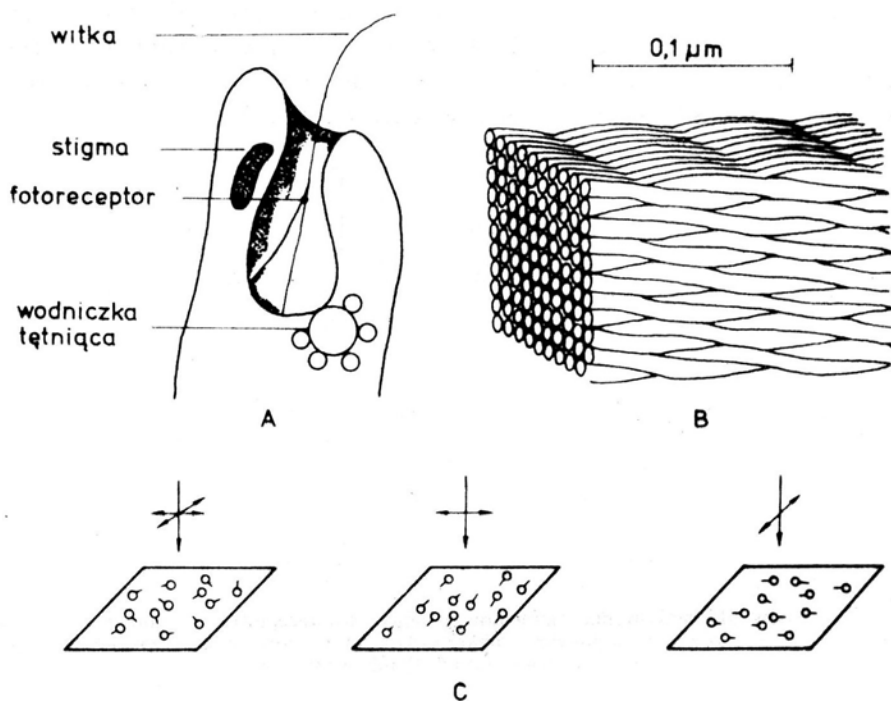 witka
0,1 µm
stigma
fotoreceptor
wodniczka
tętniąca
A
B
C